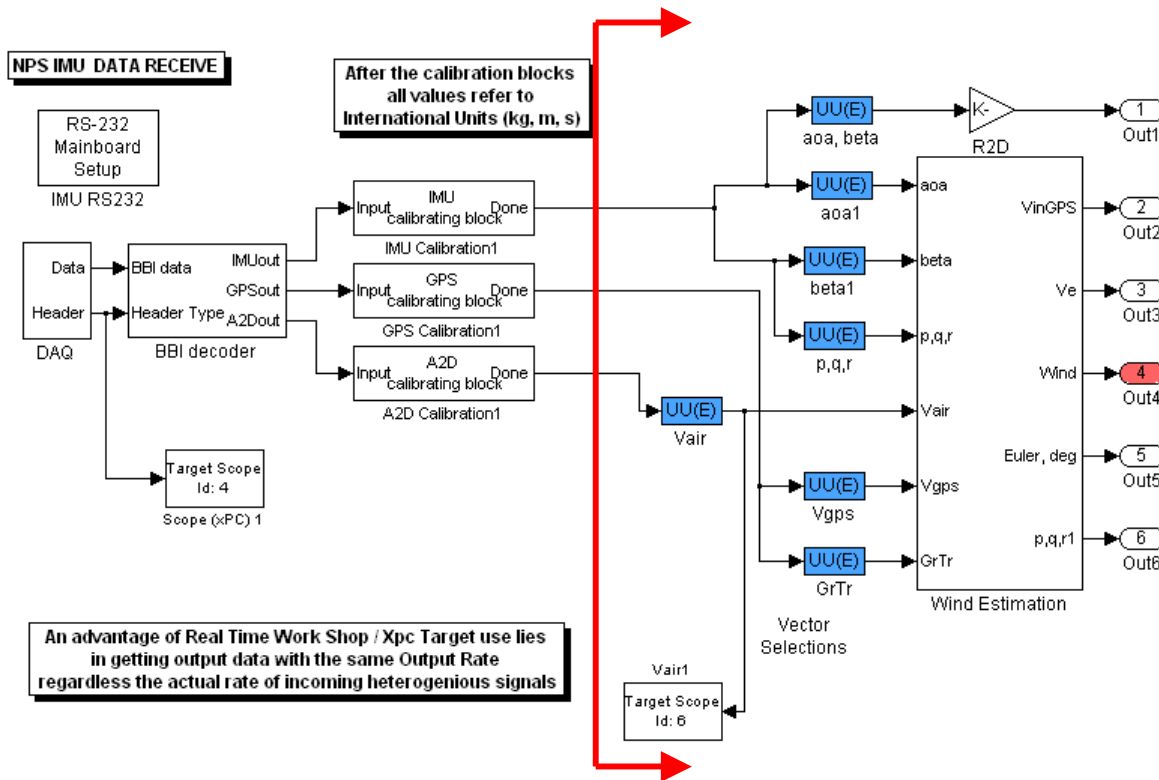 NPS IMU DATA RECEIVE
RS-232
Mainboard
Setup
IMU RS232
After the calibration blocks
all values refer to
International Units (kg, m, s)
Data
Header
DAQ
BBI data
Header Type
IMUout
GPSout
A2Dout
BBI decoder
Input
IMU
calibrating block
Done
IMU Calibration1
Input
GPS
calibrating block
Done
GPS Calibration1
Input
A2D
calibrating block
Done
A2D Calibration1
Target Scope
Id: 4
Scope (xPC) 1
UU(E)
aoa, beta
K-
R2D
UU(E)
aoa1
UU(E)
beta1
UU(E)
p,q,r
UU(E)
Vair
UU(E)
Vgps
UU(E)
GrTr
Vector
Selections
aoa
beta
p,q,r
Vair
Vgps
GrTr
VinGPS
Ve
Wind
Euler, deg
p,q,r1
Wind Estimation
1
Out1
2
Out2
3
Out3
4
Out4
5
Out5
6
Out6
Vair1
Target Scope
Id: 6
An advantage of Real Time Work Shop / Xpc Target use lies
in getting output data with the same Output Rate
regardless the actual rate of incoming heterogenious signals